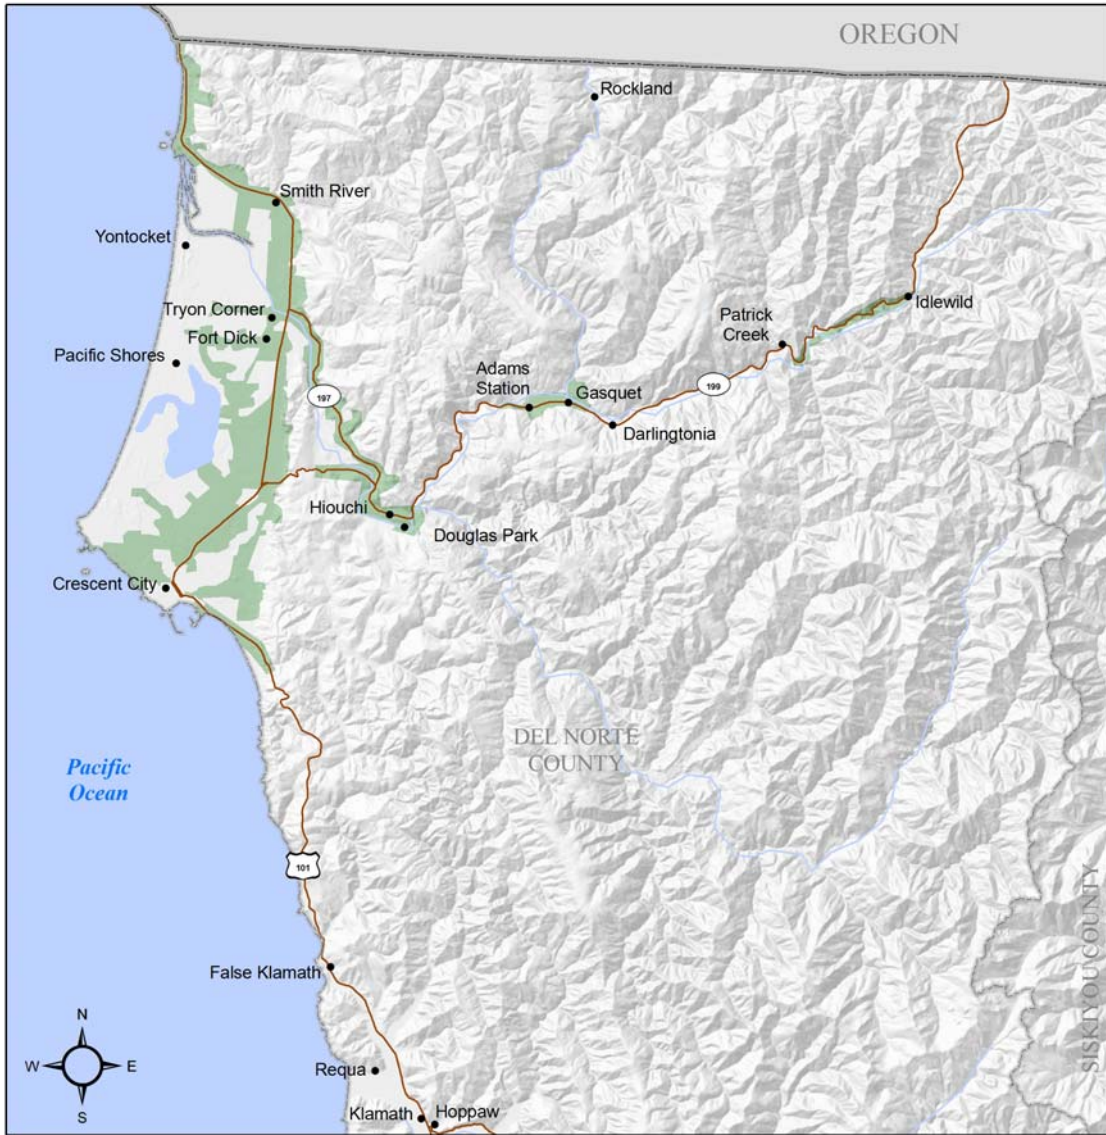 OREGON
Rockland
Smith River
Yontocket
Idlewild
Tryon Corner
Fort Dick
Patrick
Creek
Pacific Shores
Adams
Station
Gasquet
199
197
Darlingtonia
Hiouchi
Douglas Park
Crescent City
DEL NORTE
COUNTY
Pacific
Ocean
101
SISKIYOU COUNTY
False Klamath
N
W
E
S
Requa
Klamath
Hoppaw